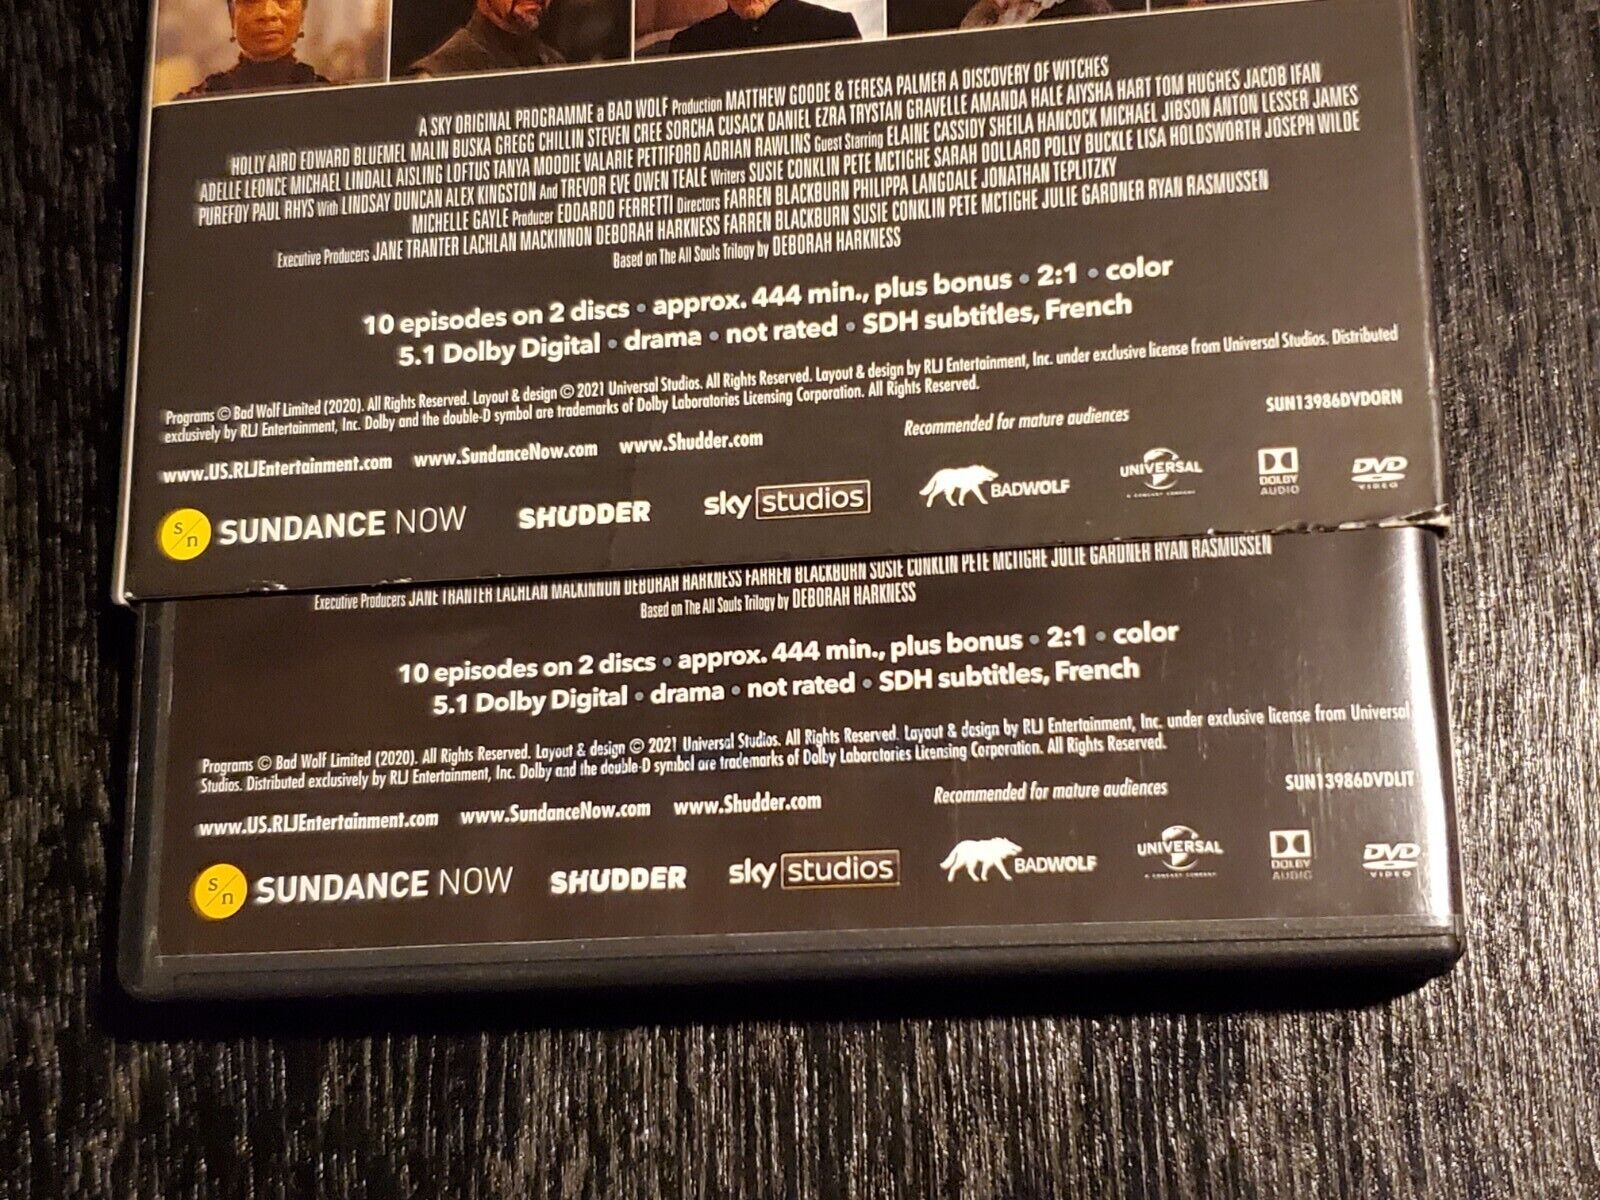 A SKY ORIGINAL PROGRAMME a BAD WOLF Production MATTHEW GOODE & TERESA PALMER A DISCOVERY OF WITCHES
HOLLY AIRD EDWARD BLUEMEL MALIN BUSKA GREGG CHILLIN STEVEN CREE SORCHA CUSACK DANIEL EZRA TRYSTAN GRAVELLE AMANDA HALE AIYSHA HART TOM HUGHES JACOB IFAN
ADELLE LEONCE MICHAEL LINDALL AISLING LOFTUS TANYA MOODIE VALARIE PETTIFORD ADRIAN RAWLINS Guest Starring ELAINE CASSIDY SHEILA HANCOCK MICHAEL JIBSON ANTON LESSER JAMES
PUREFOY PAUL RHYS With LINDSAY DUNCAN ALEX KINGSTON And TREVOR EVE OWEN TEALE Writers SUSIE CONKLIN PETE MCTIGHE SARAH DOLLARD POLLY BUCKLE LISA HOLDSWORTH JOSEPH WILDE
MICHELLE GAYLE Producer EDOARDO FERRETTI Directors FARREN BLACKBURN PHILIPPA LANGDALE JONATHAN TEPLITZKY
Executive Producers JANE TRANTER LACHLAN MACKINNON DEBORAH HARKNESS FARREN BLACKBURN SUSIE CONKLIN PETE MCTIGHE JULIE GARDNER RYAN RASMUSSEN
Based on The All Souls Trilogy by DEBORAH HARKNESS
10 episodes on 2 discs • approx. 444 min., plus bonus • 2:1 • color
5.1 Dolby Digital • drama • not rated • SDH subtitles, French
Programs © Bad Wolf Limited (2020). All Rights Reserved. Layout & design © 2021 Universal Studios. All Rights Reserved. Layout & design by RLJ Entertainment, Inc. under exclusive license from Universal Studios. Distributed
exclusively by RLJ Entertainment, Inc. Dolby and the double-D symbol are trademarks of Dolby Laboratories Licensing Corporation. All Rights Reserved.
SUN13986DVDORN
Recommended for mature audiences
www.US.RLJEntertainment.com www.SundanceNow.com www.Shudder.com
s/n SUNDANCE NOW SHUDDER sky studios BADWOLF UNIVERSAL A COMCAST COMPANY DOLBY AUDIO DVD VIDEO
Executive Producers JANE TRANTER LACHLAN MACKINNON DEBORAH HARKNESS FARREN BLACKBURN SUSIE CONKLIN PETE MCTIGHE JULIE GARDNER RYAN RASMUSSEN
Based on The All Souls Trilogy by DEBORAH HARKNESS
10 episodes on 2 discs • approx. 444 min., plus bonus • 2:1 • color
5.1 Dolby Digital • drama • not rated • SDH subtitles, French
Programs © Bad Wolf Limited (2020). All Rights Reserved. Layout & design © 2021 Universal Studios. All Rights Reserved. Layout & design by RLJ Entertainment, Inc. under exclusive license from Universal
Studios. Distributed exclusively by RLJ Entertainment, Inc. Dolby and the double-D symbol are trademarks of Dolby Laboratories Licensing Corporation. All Rights Reserved.
SUN13986DVDLIT
Recommended for mature audiences
www.US.RLJEntertainment.com www.SundanceNow.com www.Shudder.com
s/n SUNDANCE NOW SHUDDER sky studios BADWOLF UNIVERSAL A COMCAST COMPANY DOLBY AUDIO DVD VIDEO